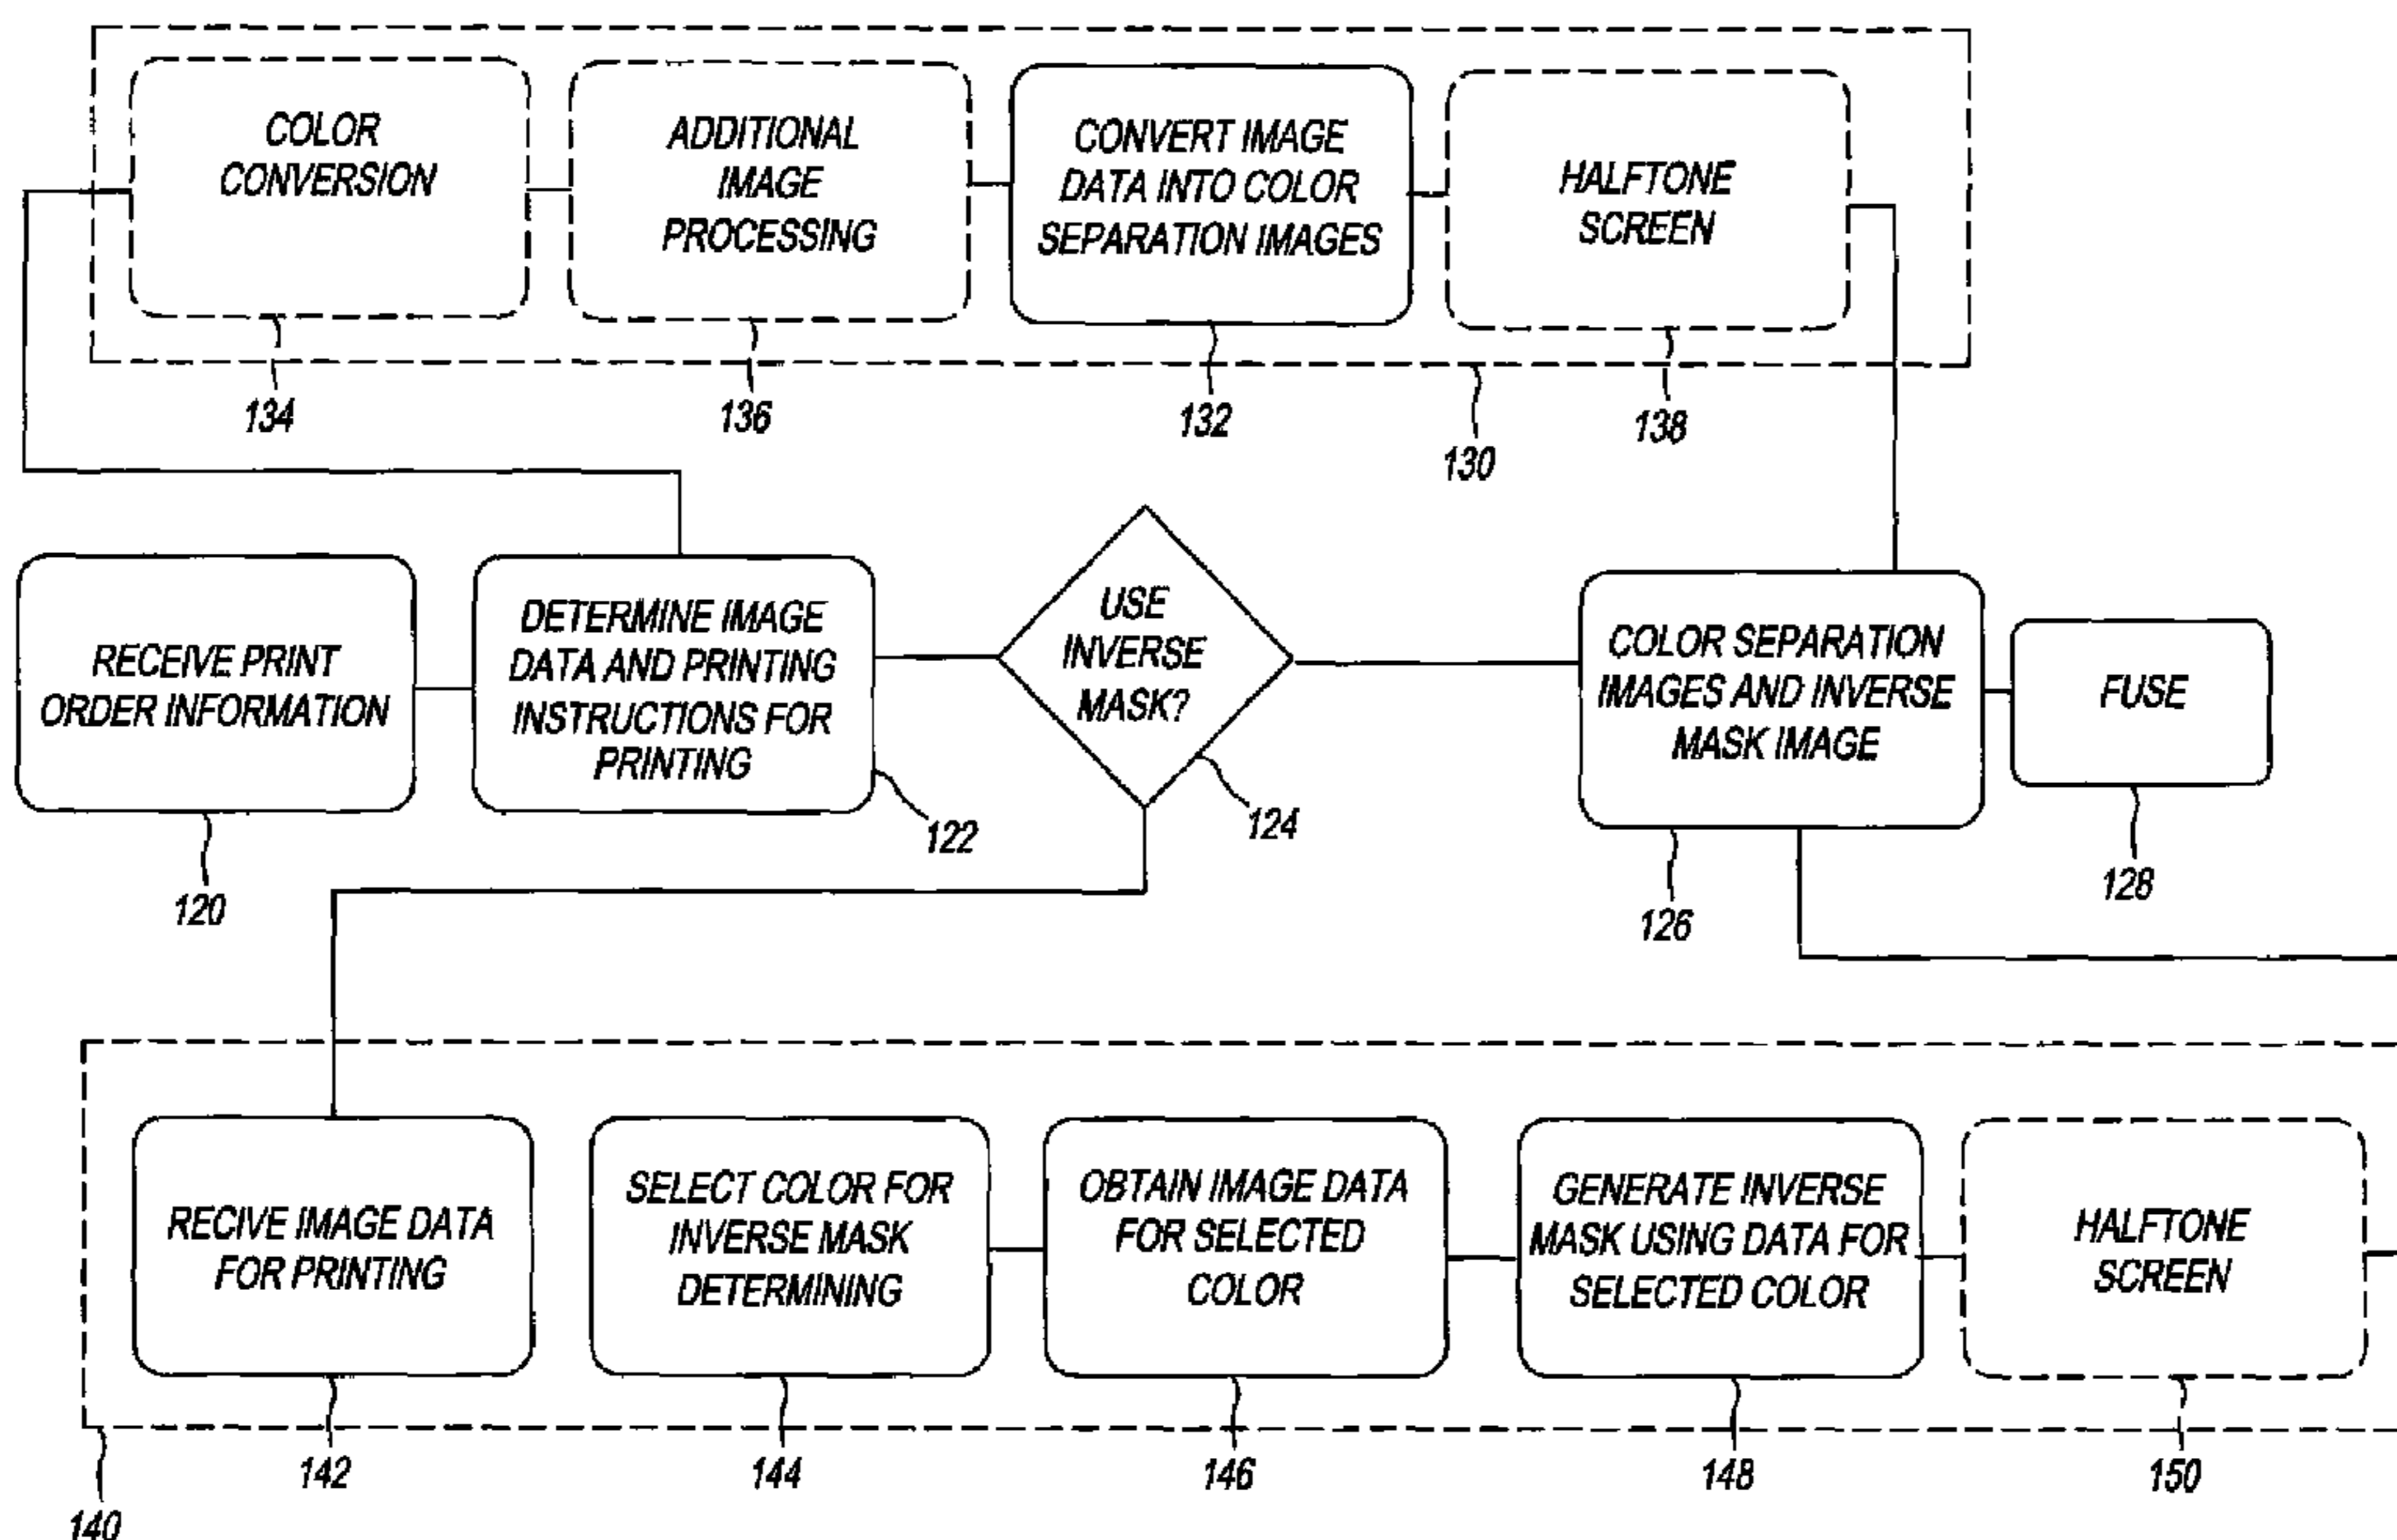 COLOR
CONVERSION
ADDITIONAL
IMAGE
PROCESSING
CONVERT IMAGE
DATA INTO COLOR
SEPARATION IMAGES
HALFTONE
SCREEN
134
136
132
130
138
RECEIVE PRINT
ORDER INFORMATION
DETERMINE IMAGE
DATA AND PRINTING
INSTRUCTIONS FOR
PRINTING
USE
INVERSE
MASK?
COLOR SEPARATION
IMAGES AND INVERSE
MASK IMAGE
FUSE
120
122
124
126
128
RECIVE IMAGE DATA
FOR PRINTING
SELECT COLOR FOR
INVERSE MASK
DETERMINING
OBTAIN IMAGE DATA
FOR SELECTED
COLOR
GENERATE INVERSE
MASK USING DATA FOR
SELECTED COLOR
HALFTONE
SCREEN
140
142
144
146
148
150